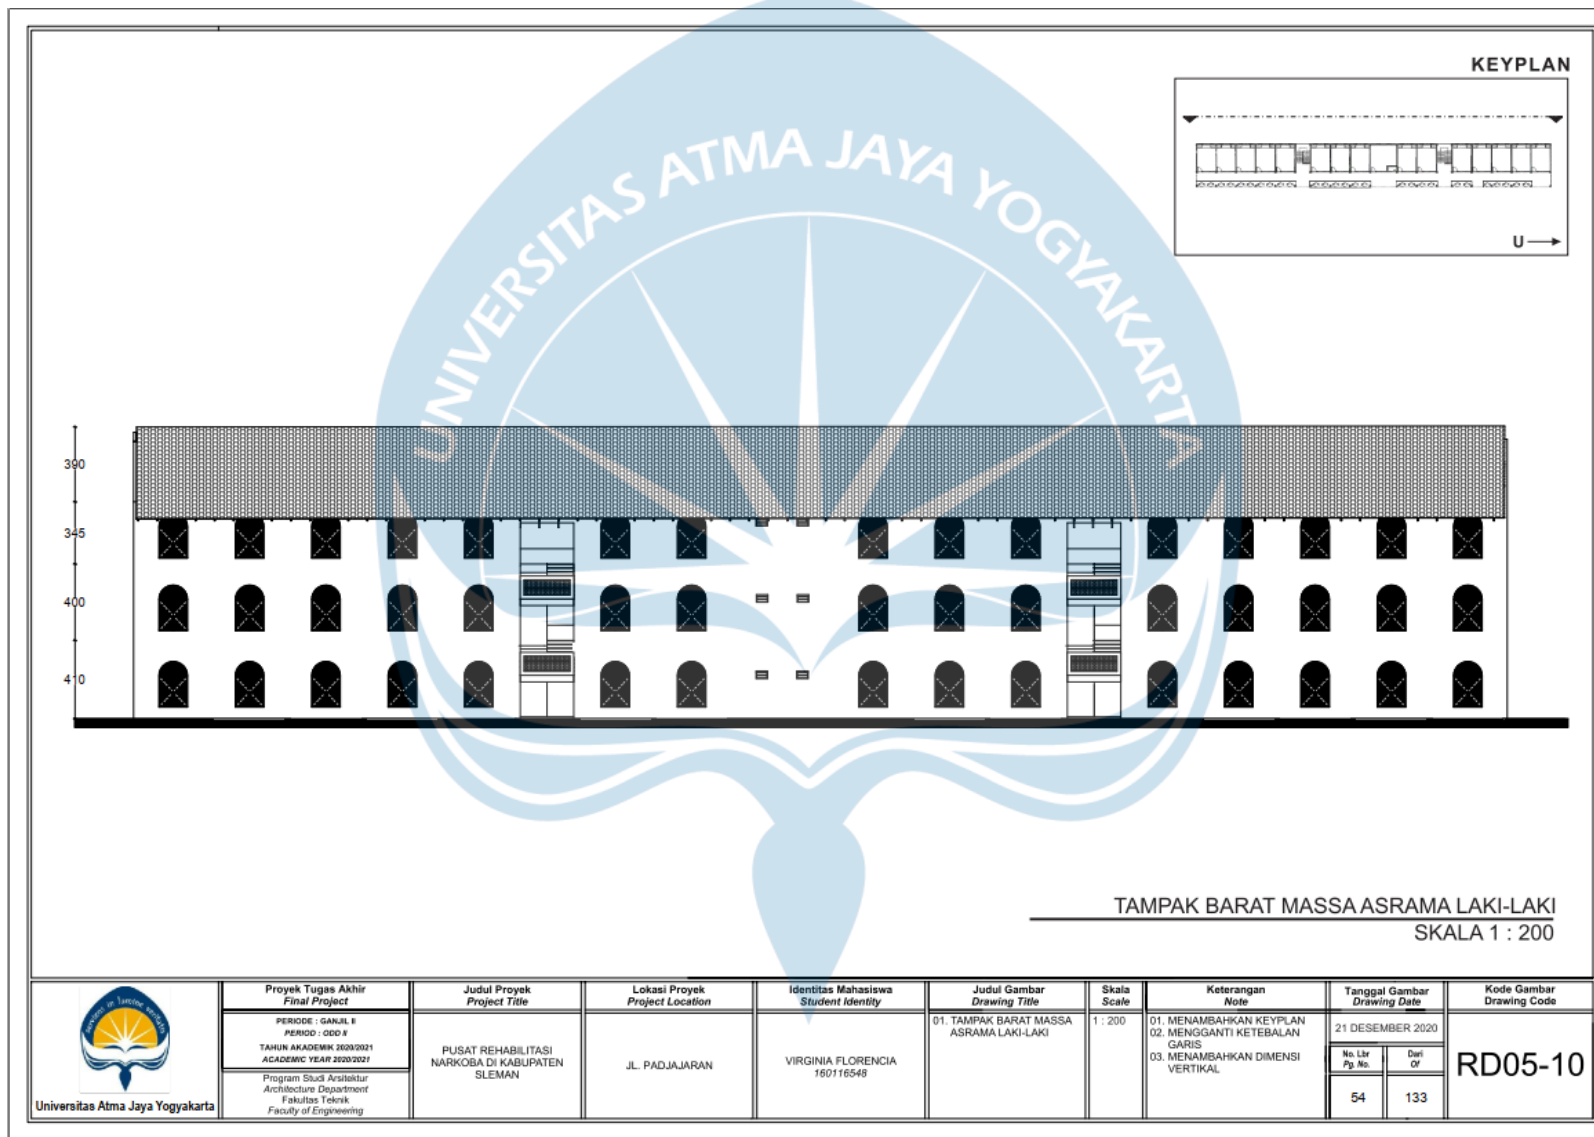 KEYPLAN
U
UNIVERSITAS ATMA JAYA YOGYAKARTA
390
345
400
410
TAMPAK BARAT MASSA ASRAMA LAKI-LAKI
SKALA 1 : 200
serviens in lumine veritatis
Universitas Atma Jaya Yogyakarta
Proyek Tugas Akhir
Final Project
PERIODE : GANJIL II
PERIOD : ODD II
TAHUN AKADEMIK 2020/2021
ACADEMIC YEAR 2020/2021
Program Studi Arsitektur
Architecture Department
Fakultas Teknik
Faculty of Engineering
Judul Proyek
Project Title
PUSAT REHABILITASI
NARKOBA DI KABUPATEN
SLEMAN
Lokasi Proyek
Project Location
JL. PADJAJARAN
Identitas Mahasiswa
Student Identity
VIRGINIA FLORENCIA
160116548
Judul Gambar
Drawing Title
01. TAMPAK BARAT MASSA
ASRAMA LAKI-LAKI
Skala
Scale
1 : 200
Keterangan
Note
01. MENAMBAHKAN KEYPLAN
02. MENGGANTI KETEBALAN
GARIS
03. MENAMBAHKAN DIMENSI
VERTIKAL
Tanggal Gambar
Drawing Date
21 DESEMBER 2020
No. Lbr
Pg. No.
Dari
Of
54
133
Kode Gambar
Drawing Code
RD05-10